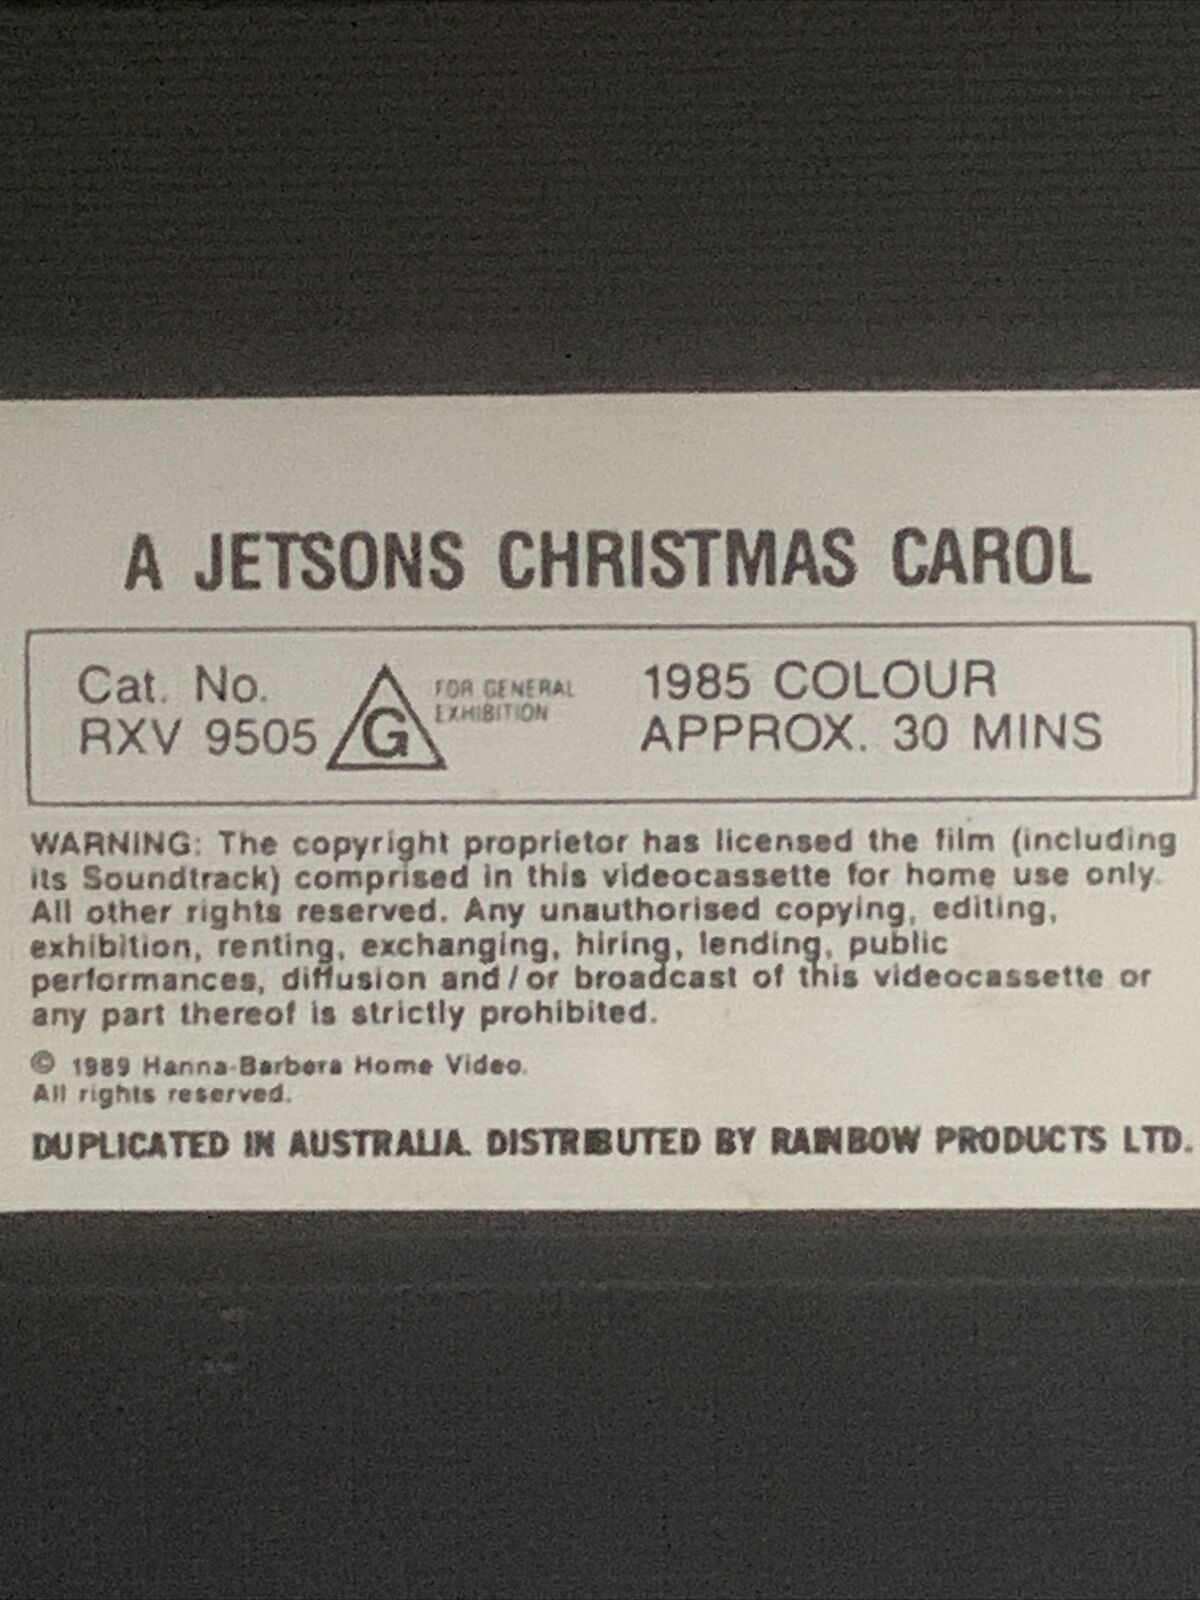 A JETSONS CHRISTMAS CAROL
Cat. No.
RXV 9505
G
FOR GENERAL
EXHIBITION
1985 COLOUR
APPROX. 30 MINS
WARNING: The copyright proprietor has licensed the film (including
its Soundtrack) comprised in this videocassette for home use only.
All other rights reserved. Any unauthorised copying, editing,
exhibition, renting, exchanging, hiring, lending, public
performances, diffusion and/or broadcast of this videocassette or
any part thereof is strictly prohibited.
© 1989 Hanna-Barbera Home Video.
All rights reserved.
DUPLICATED IN AUSTRALIA. DISTRIBUTED BY RAINBOW PRODUCTS LTD.